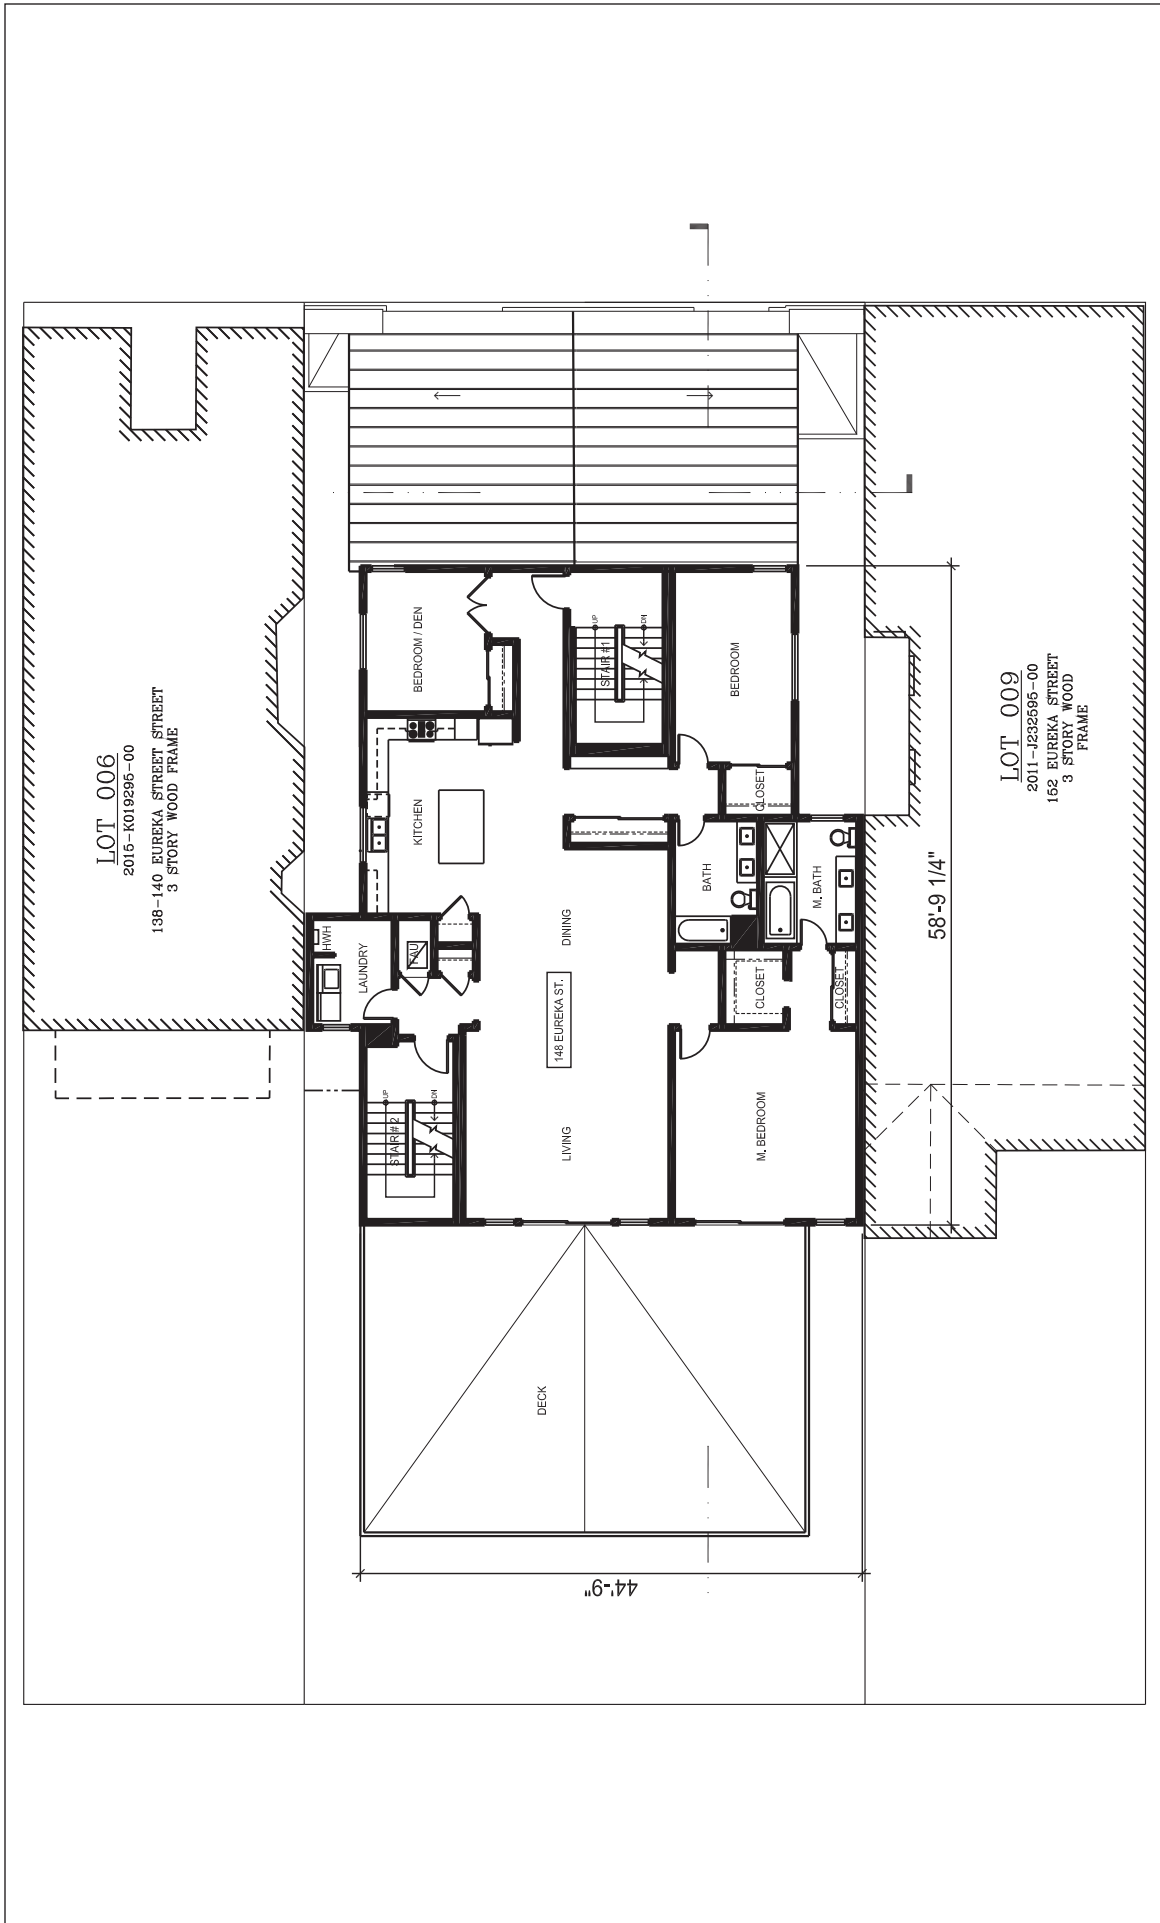 LOT 006
2015-K019295-00
138-140 EUREKA STREET STREET
3 STORY WOOD FRAME
LOT 009
2011-J232595-00
152 EUREKA STREET
3 STORY WOOD
FRAME
BEDROOM / DEN
UP
STAIR #1
DN
BEDROOM
KITCHEN
CLOSET
BATH
M. BATH
HWH
LAUNDRY
FAU
DINING
148 EUREKA ST.
CLOSET
CLOSET
UP
STAIR # 2
DN
LIVING
M. BEDROOM
DECK
58'-9 1/4"
44'-9"